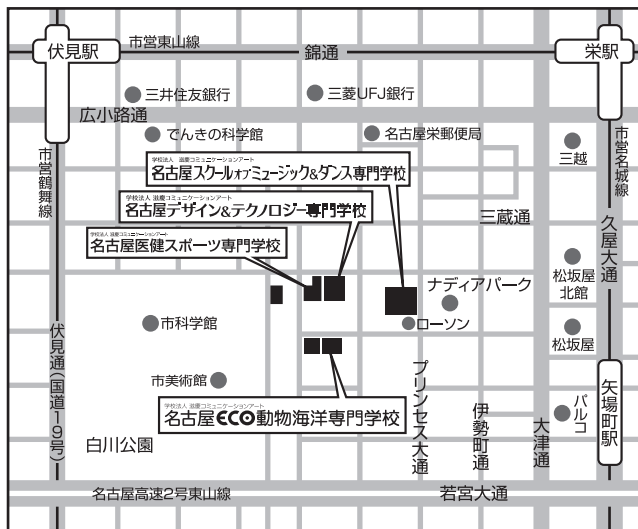 市営東山線
伏見駅
錦通
栄駅
三井住友銀行
三菱UFJ銀行
広小路通
でんきの科学館
名古屋栄郵便局
三越
市営鶴舞線
市営名城線
学校法人 滋慶コミュニケーションアート
名古屋スクールオブミュージック&ダンス専門学校
学校法人 滋慶コミュニケーションアート
名古屋デザイン&テクノロジー専門学校
三蔵通
久屋大通
学校法人 滋慶コミュニケーションアート
名古屋医健スポーツ専門学校
松坂屋
北館
ナディアパーク
市科学館
ローソン
松坂屋
伏見通(国道19号)
市美術館
プリンセス大通
伊勢町通
大津通
パルコ
矢場町駅
学校法人 滋慶コミュニケーションアート
名古屋ECO動物海洋専門学校
白川公園
名古屋高速2号東山線
若宮大通